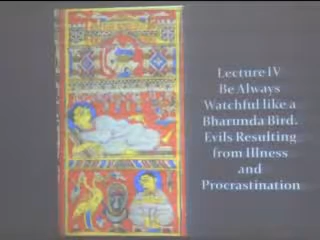 Lecture IV
Be Always
Watchful like a
Bharunda Bird.
Evils Resulting
from Illness
and
Procrastination